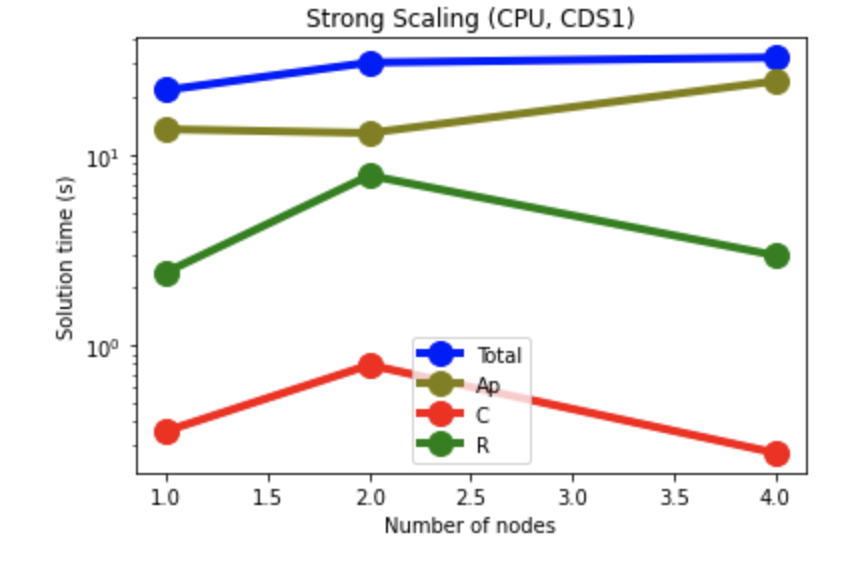 Strong Scaling (CPU, CDS1)
Solution time (s)
10¹
10⁰
Total
Ap
C
R
1.0 1.5 2.0 2.5 3.0 3.5 4.0
Number of nodes